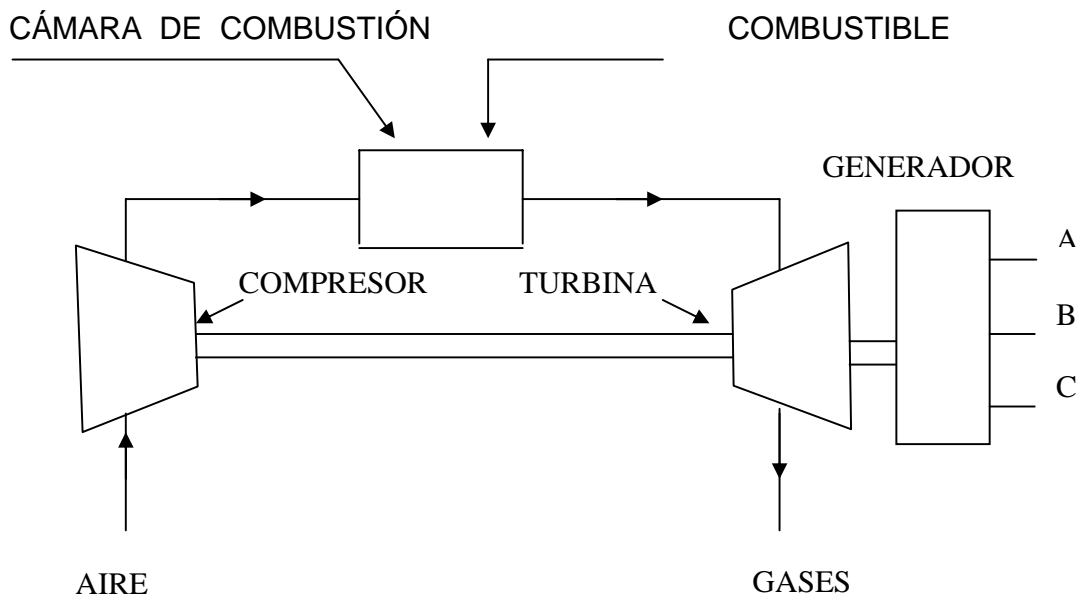 CÁMARA DE COMBUSTIÓN
COMBUSTIBLE
GENERADOR
A
COMPRESOR
TURBINA
B
C
AIRE
GASES